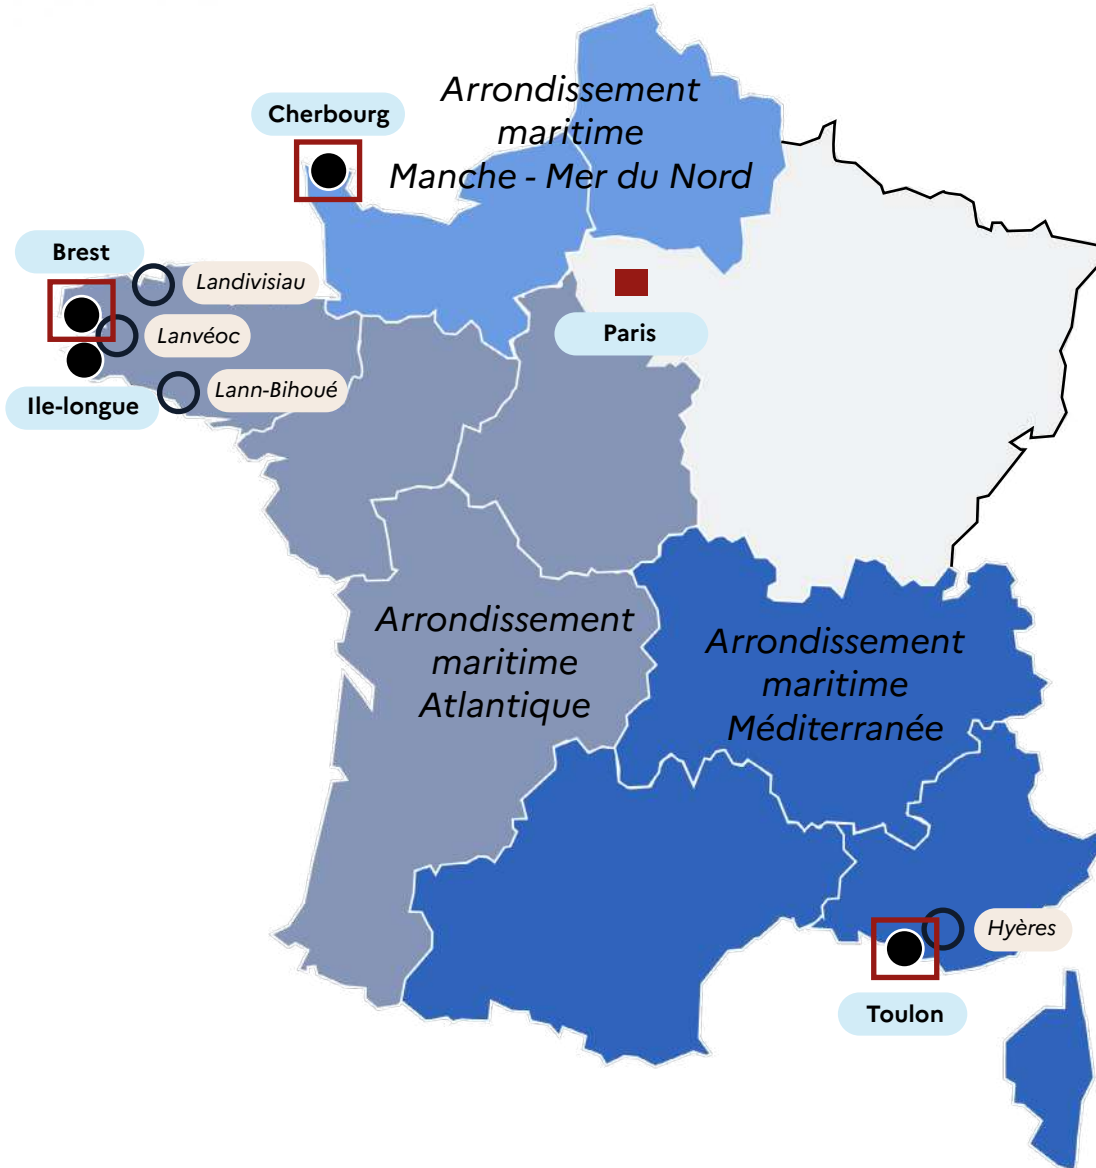 Arrondissement
maritime
Manche - Mer du Nord
Cherbourg
Brest
Landivisiau
Lanvéoc
Lann-Bihoué
Ile-longue
Paris
Arrondissement
maritime
Atlantique
Arrondissement
maritime
Méditerranée
Hyères
Toulon